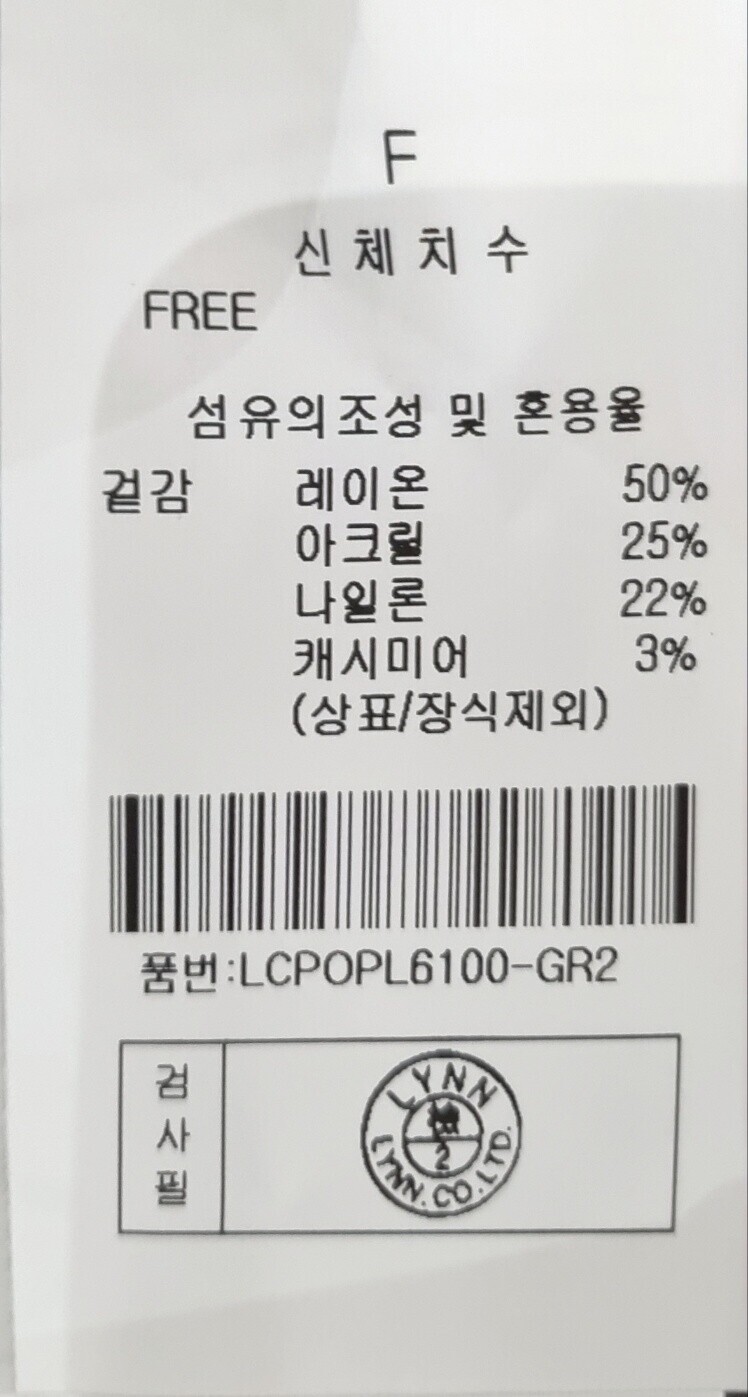 F
신체치수
FREE
섬유의조성 및 혼용율
겉감 레이온 50%
아크릴 25%
나일론 22%
캐시미어 3%
(상표/장식제외)
품번:LCPOPL6100-GR2
검사필
LYNN
2
LYNN.CO.LTD.